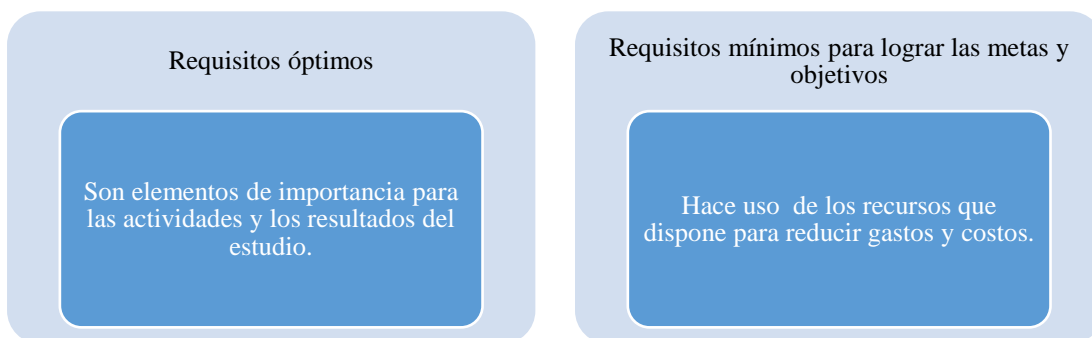 Requisitos óptimos
Son elementos de importancia para
las actividades y los resultados del
estudio.
Requisitos mínimos para lograr las metas y
objetivos
Hace uso  de los recursos que
dispone para reducir gastos y costos.